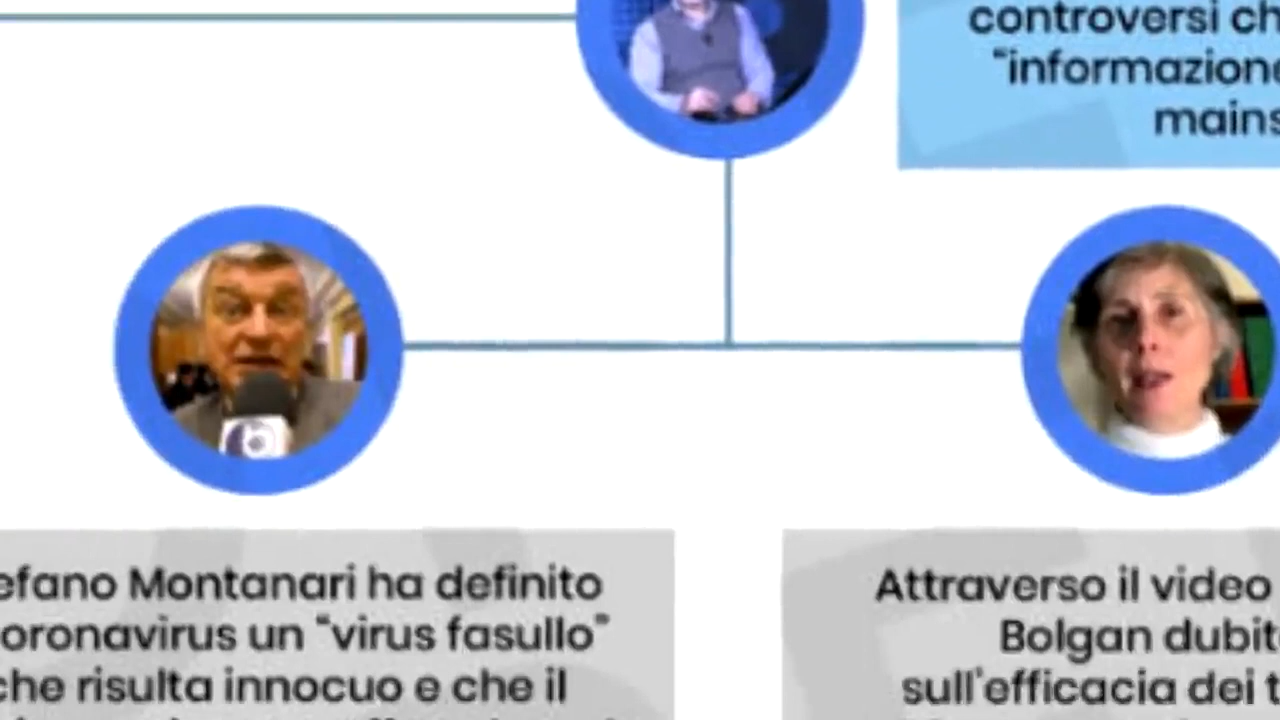 controversi ch
"informazione
mains
efano Montanari ha definito
oronavirus un "virus fasullo"
che risulta innocuo e che il
Attraverso il video
Bolgan dubit
sull'efficacia dei t